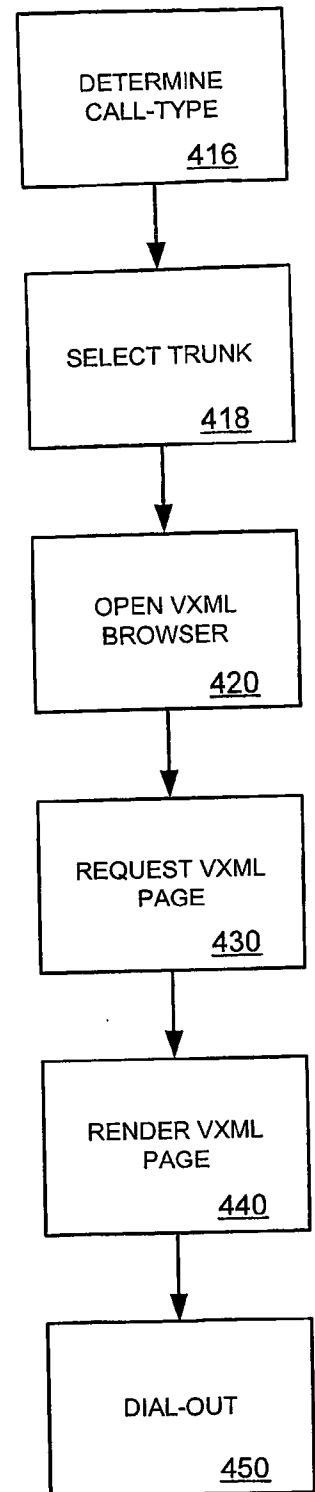 DETERMINE
CALL-TYPE
416
SELECT TRUNK
418
OPEN VXML
BROWSER
420
REQUEST VXML
PAGE
430
RENDER VXML
PAGE
440
DIAL-OUT
450